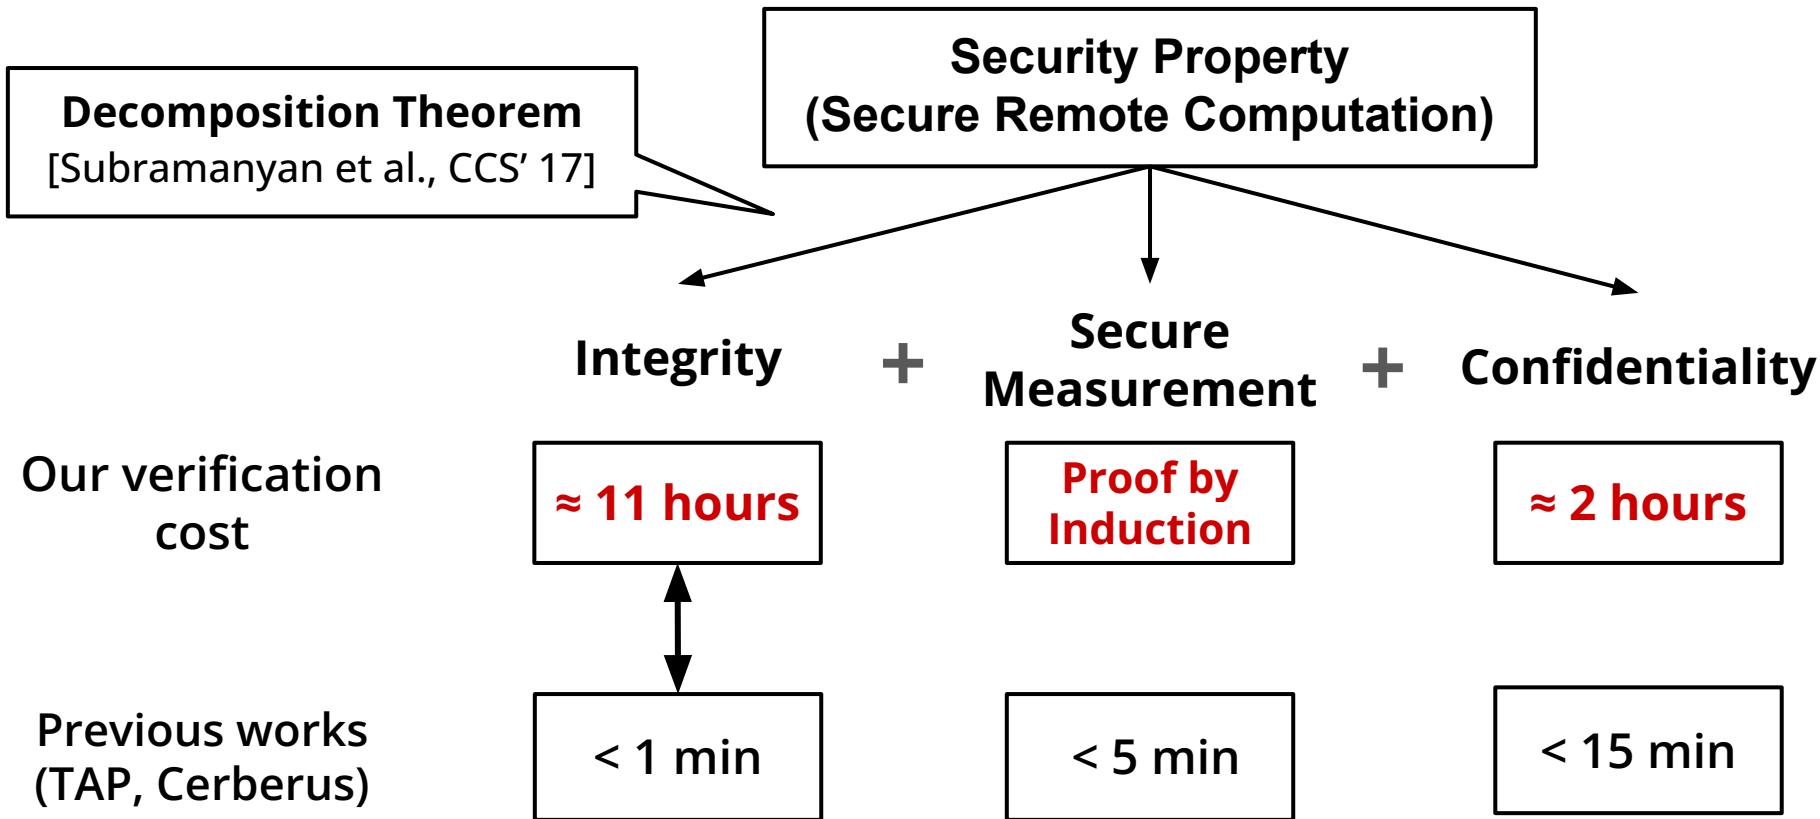 Security Property
(Secure Remote Computation)
Decomposition Theorem
[Subramanyan et al., CCS’ 17]
Integrity
+
Secure
Measurement
+
Confidentiality
Our verification
cost
≈ 11 hours
Proof by
Induction
≈ 2 hours
Previous works
(TAP, Cerberus)
< 1 min
< 5 min
< 15 min